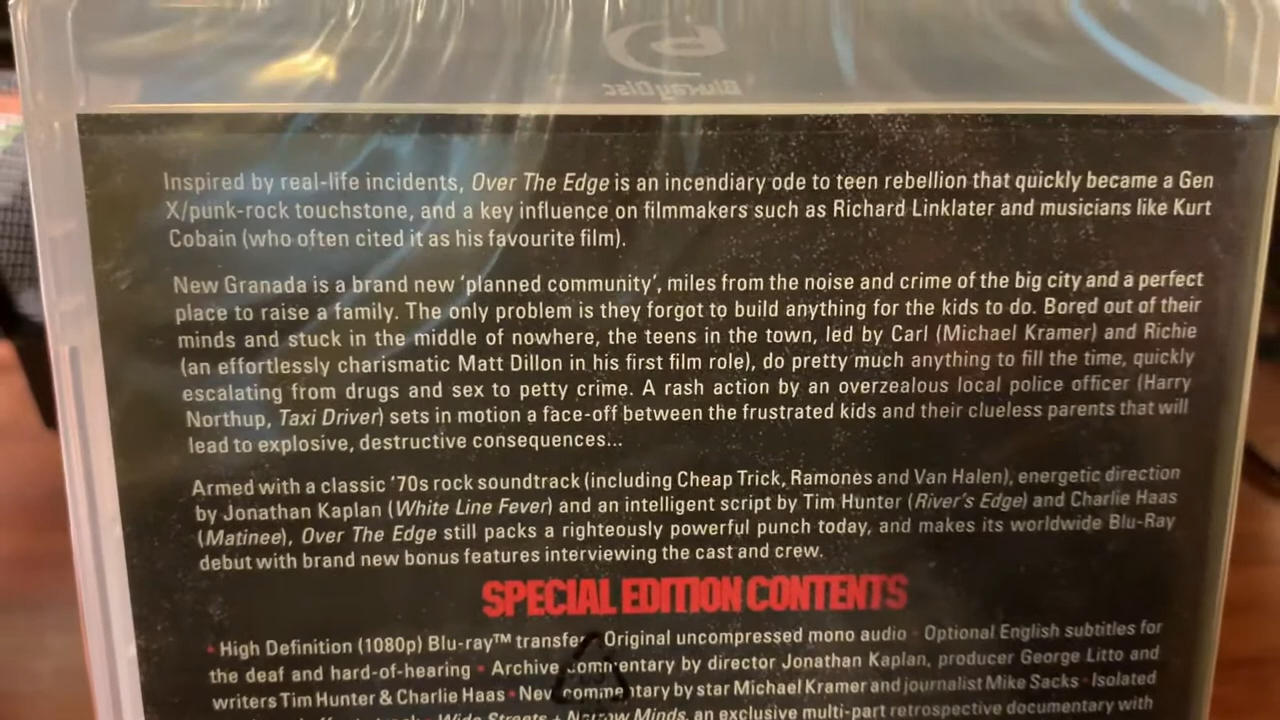 Blu-ray Disc
Inspired by real-life incidents, Over The Edge is an incendiary ode to teen rebellion that quickly became a Gen
X/punk-rock touchstone, and a key influence on filmmakers such as Richard Linklater and musicians like Kurt
Cobain (who often cited it as his favourite film).
New Granada is a brand new 'planned community', miles from the noise and crime of the big city and a perfect
place to raise a family. The only problem is they forgot to build anything for the kids to do. Bored out of their
minds and stuck in the middle of nowhere, the teens in the town, led by Carl (Michael Kramer) and Richie
(an effortlessly charismatic Matt Dillon in his first film role), do pretty much anything to fill the time, quickly
escalating from drugs and sex to petty crime. A rash action by an overzealous local police officer (Harry
Northup, Taxi Driver) sets in motion a face-off between the frustrated kids and their clueless parents that will
lead to explosive, destructive consequences...
Armed with a classic '70s rock soundtrack (including Cheap Trick, Ramones and Van Halen), energetic direction
by Jonathan Kaplan (White Line Fever) and an intelligent script by Tim Hunter (River's Edge) and Charlie Haas
(Matinee), Over The Edge still packs a righteously powerful punch today, and makes its worldwide Blu-Ray
debut with brand new bonus features interviewing the cast and crew.
SPECIAL EDITION CONTENTS
• High Definition (1080p) Blu-ray™ transfer • Original uncompressed mono audio • Optional English subtitles for
the deaf and hard-of-hearing • Archive commentary by director Jonathan Kaplan, producer George Litto and
writers Tim Hunter & Charlie Haas • New commentary by star Michael Kramer and journalist Mike Sacks • Isolated
Wide Streets + Narrow Minds, an exclusive multi-part retrospective documentary with